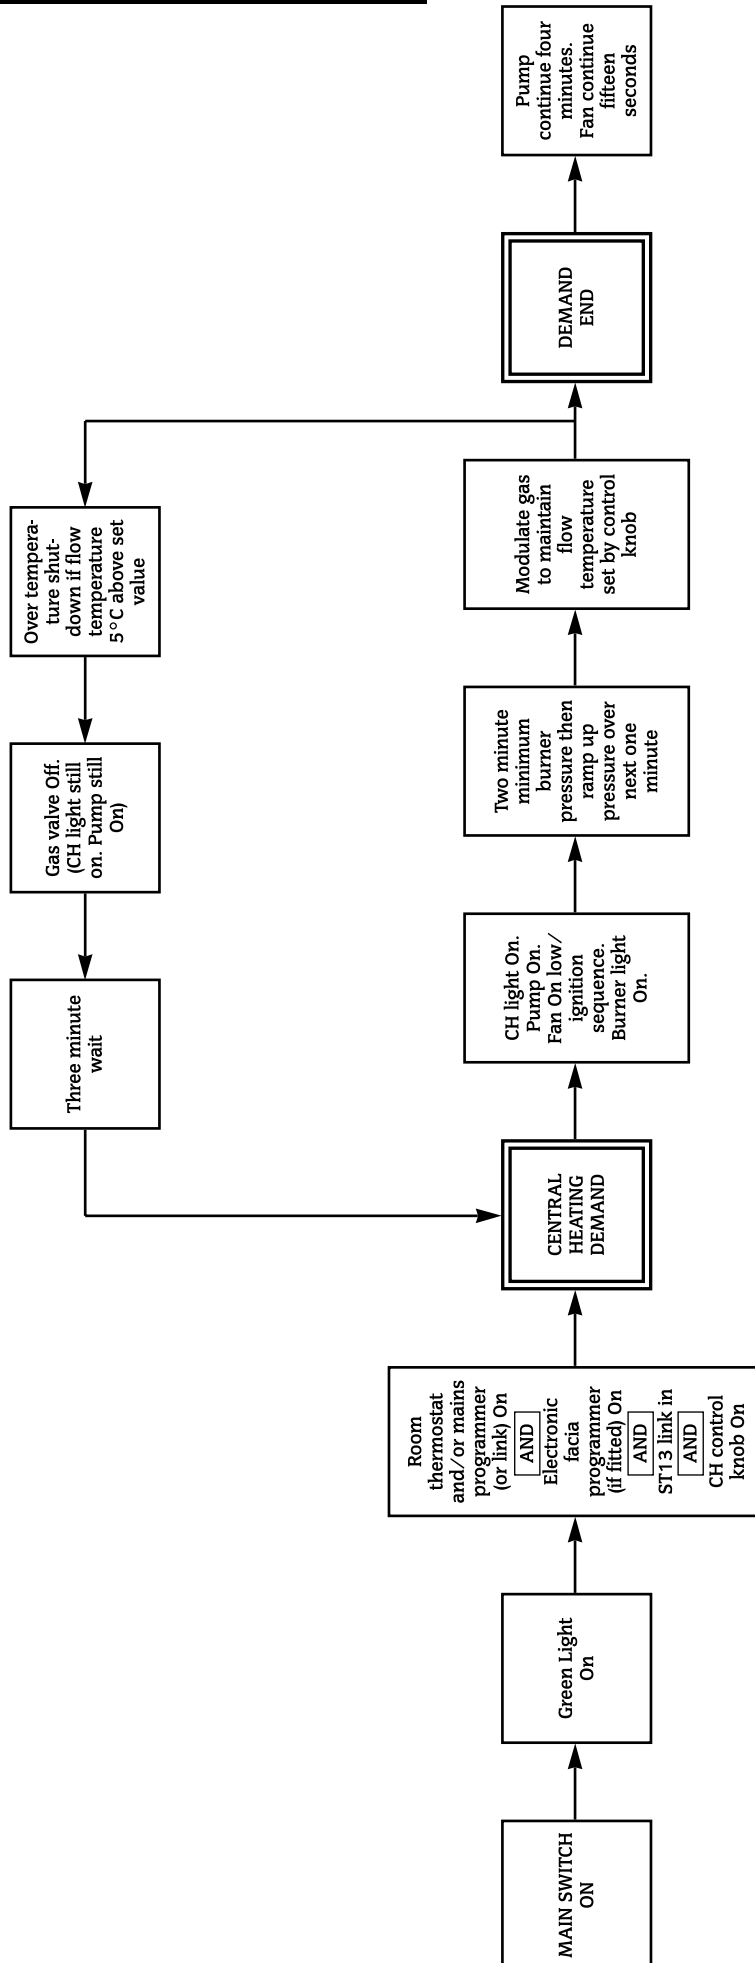 MAIN SWITCH
ON
Green Light
On
Room
thermostat
and/or mains
programmer
(or link) On
AND
Electronic
facia
programmer
(if fitted) On
AND
ST13 link in
AND
CH control
knob On
CENTRAL
HEATING
DEMAND
CH light On.
Pump On.
Fan On low/
ignition
sequence.
Burner light
On.
Two minute
minimum
burner
pressure then
ramp up
pressure over
next one
minute
Modulate gas
to maintain
flow
temperature
set by control
knob
DEMAND
END
Pump
continue four
minutes.
Fan continue
fifteen
seconds
Over tempera-
ture shut-
down if flow
temperature
5°C above set
value
Gas valve Off.
(CH light still
on. Pump still
On)
Three minute
wait